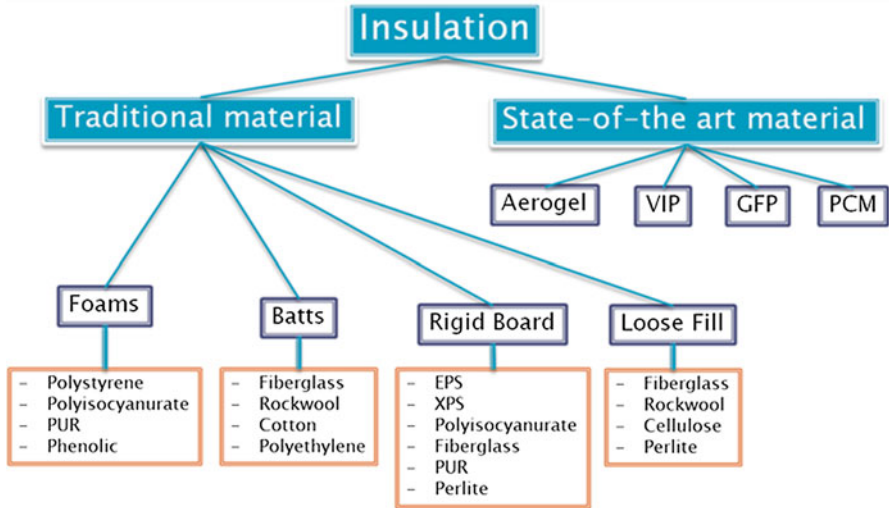 Insulation
Traditional material
State-of-the art material
Aerogel
VIP
GFP
PCM
Foams
Batts
Rigid Board
Loose Fill
- Polystyrene
- Polyisocyanurate
- PUR
- Phenolic
- Fiberglass
- Rockwool
- Cotton
- Polyethylene
- EPS
- XPS
- Polyisocyanurate
- Fiberglass
- PUR
- Perlite
- Fiberglass
- Rockwool
- Cellulose
- Perlite